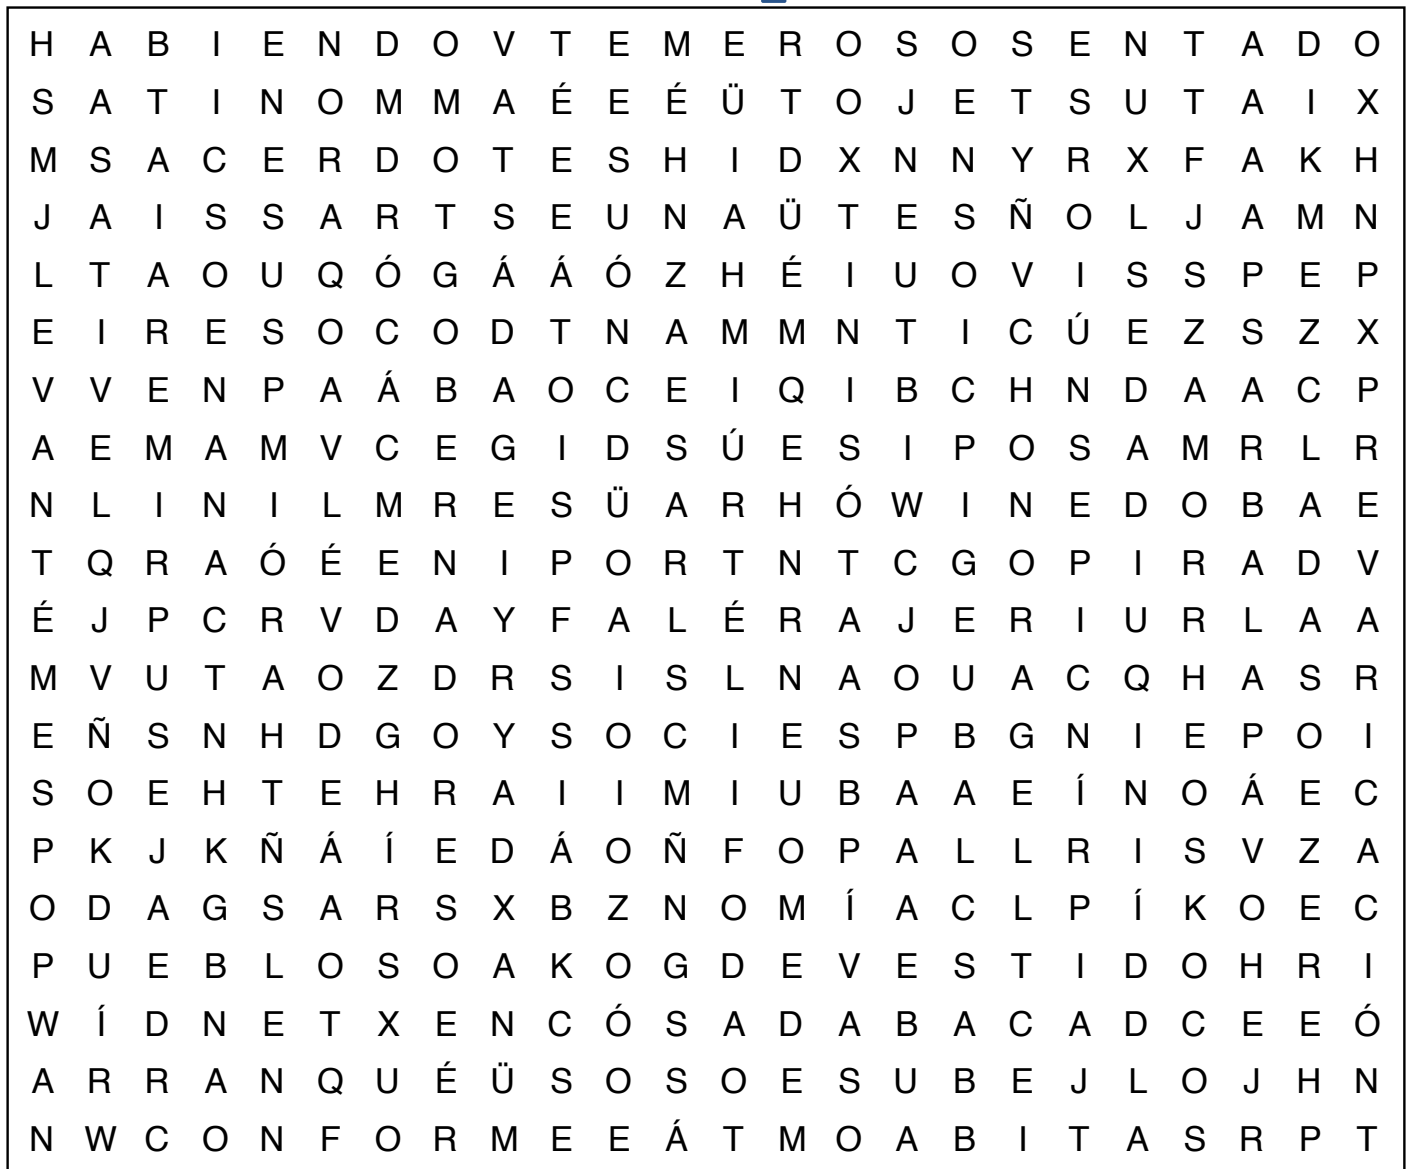 H A B I E N D O V T E M E R O S O S E N T A D O
S A T I N O M M A É E É Ü T O J E T S U T A I X
M S A C E R D O T E S H I D X N N Y R X F A K H
J A I S S A R T S E U N A Ü T E S Ñ O L J A M N
L T A O U Q Ó G Á Á Ó Z H É I U O V I S S P E P
E I R E S O C O D T N A M M N T I C Ú E Z S Z X
V V E N P A Á B A O C E I Q I B C H N D A A C P
A E M A M V C E G I D S Ú E S I P O S A M R L R
N L I N I L M R E S Ü A R H Ó W I N E D O B A E
T Q R A Ó É E N I P O R T N T C G O P I R A D V
É J P C R V D A Y F A L É R A J E R I U R L A A
M V U T A O Z D R S I S L N A O U A C Q H A S R
E Ñ S N H D G O Y S O C I E S P B G N I E P O I
S O E H T E H R A I I M I U B A A E Í N O Á E C
P K J K Ñ Á Í E D Á O Ñ F O P A L L R I S V Z A
O D A G S A R S X B Z N O M Í A C L P Í K O E C
P U E B L O S O A K O G D E V E S T I D O H R I
W Í D N E T X E N C Ó S A D A B A C A D C E E Ó
A R R A N Q U É Ü S O S O E S U B E J L O J H N
N W C O N F O R M E E Á T M O A B I T A S R P T